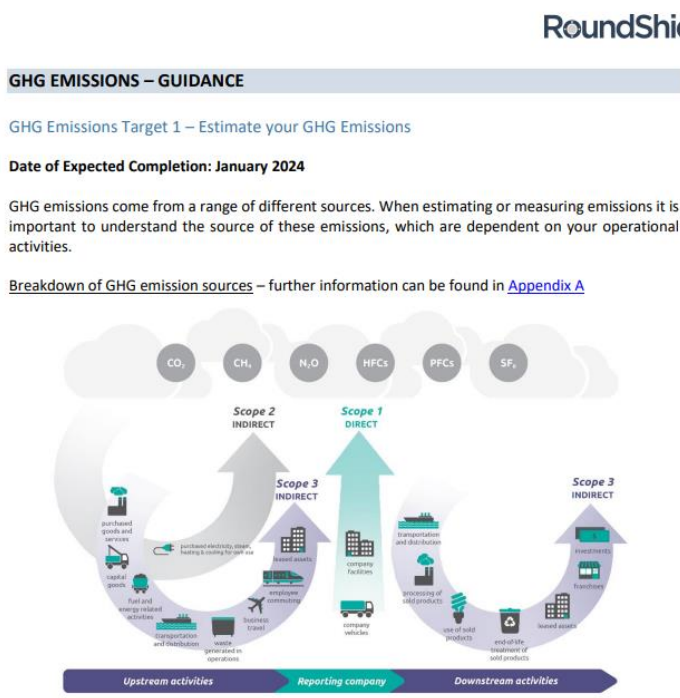 RoundShie
GHG EMISSIONS – GUIDANCE
GHG Emissions Target 1 – Estimate your GHG Emissions
Date of Expected Completion: January 2024
GHG emissions come from a range of different sources. When estimating or measuring emissions it is
important to understand the source of these emissions, which are dependent on your operational
activities.
Breakdown of GHG emission sources – further information can be found in Appendix A
CO₂ CH₄ N₂O HFCs PFCs SF₆
Scope 2
INDIRECT
Scope 1
DIRECT
Scope 3
INDIRECT
Scope 3
INDIRECT
purchased
goods and
services
capital
goods
fuel and
energy related
activities
transportation
and distribution
waste
generated in
operations
business
travel
employee
commuting
leased assets
purchased electricity, steam,
heating & cooling for own use
company
facilities
company
vehicles
transportation
and distribution
processing of
sold products
use of sold
products
end-of-life
treatment of
sold products
leased assets
franchises
investments
Upstream activities
Reporting company
Downstream activities